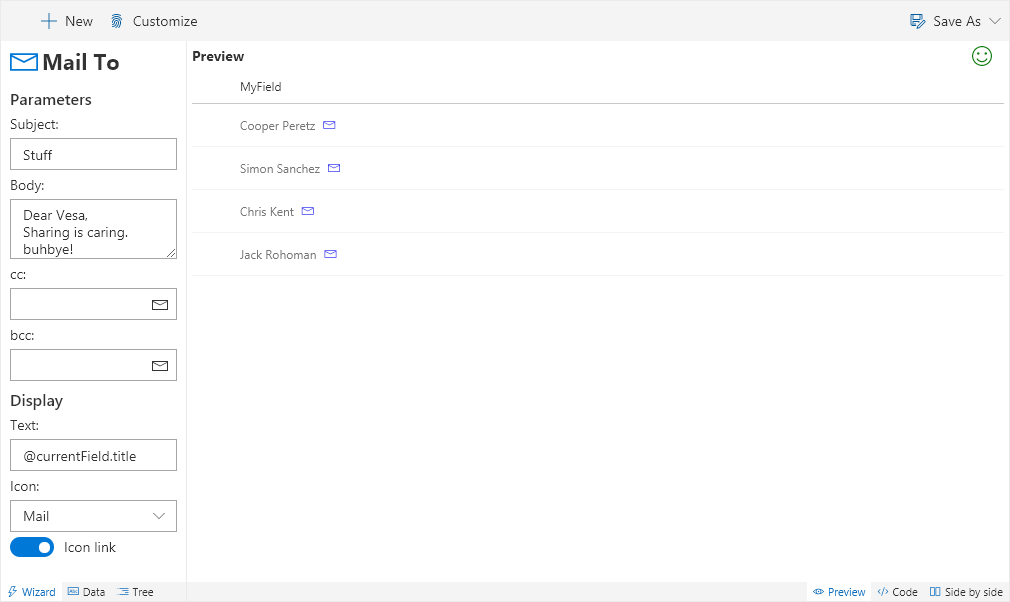 New
Customize
Save As
Mail To
Parameters
Subject:
Stuff
Body:
Dear Vesa,
Sharing is caring.
buhbye!
cc:
bcc:
Display
Text:
@currentField.title
Icon:
Mail
Icon link
Wizard
Data
Tree
Preview
MyField
Cooper Peretz
Simon Sanchez
Chris Kent
Jack Rohoman
Preview
Code
Side by side